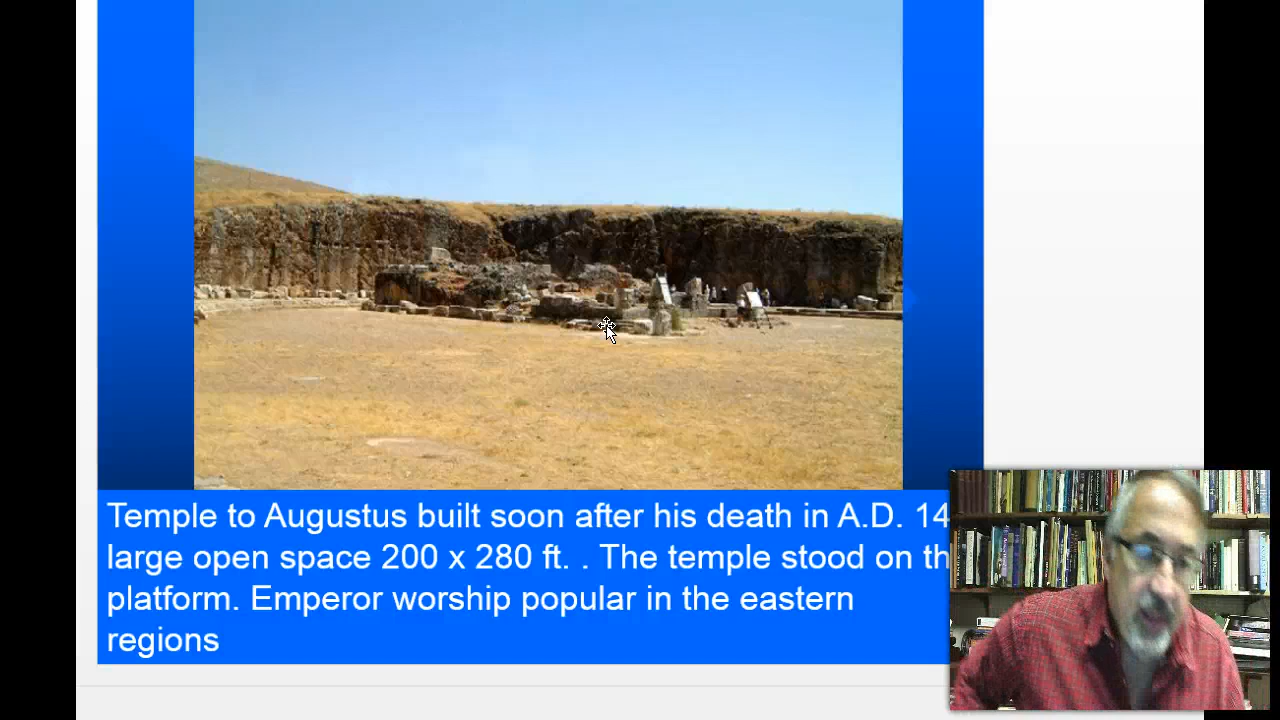 Temple to Augustus built soon after his death in A.D. 14
large open space 200 x 280 ft. . The temple stood on
platform. Emperor worship popular in the eastern
regions